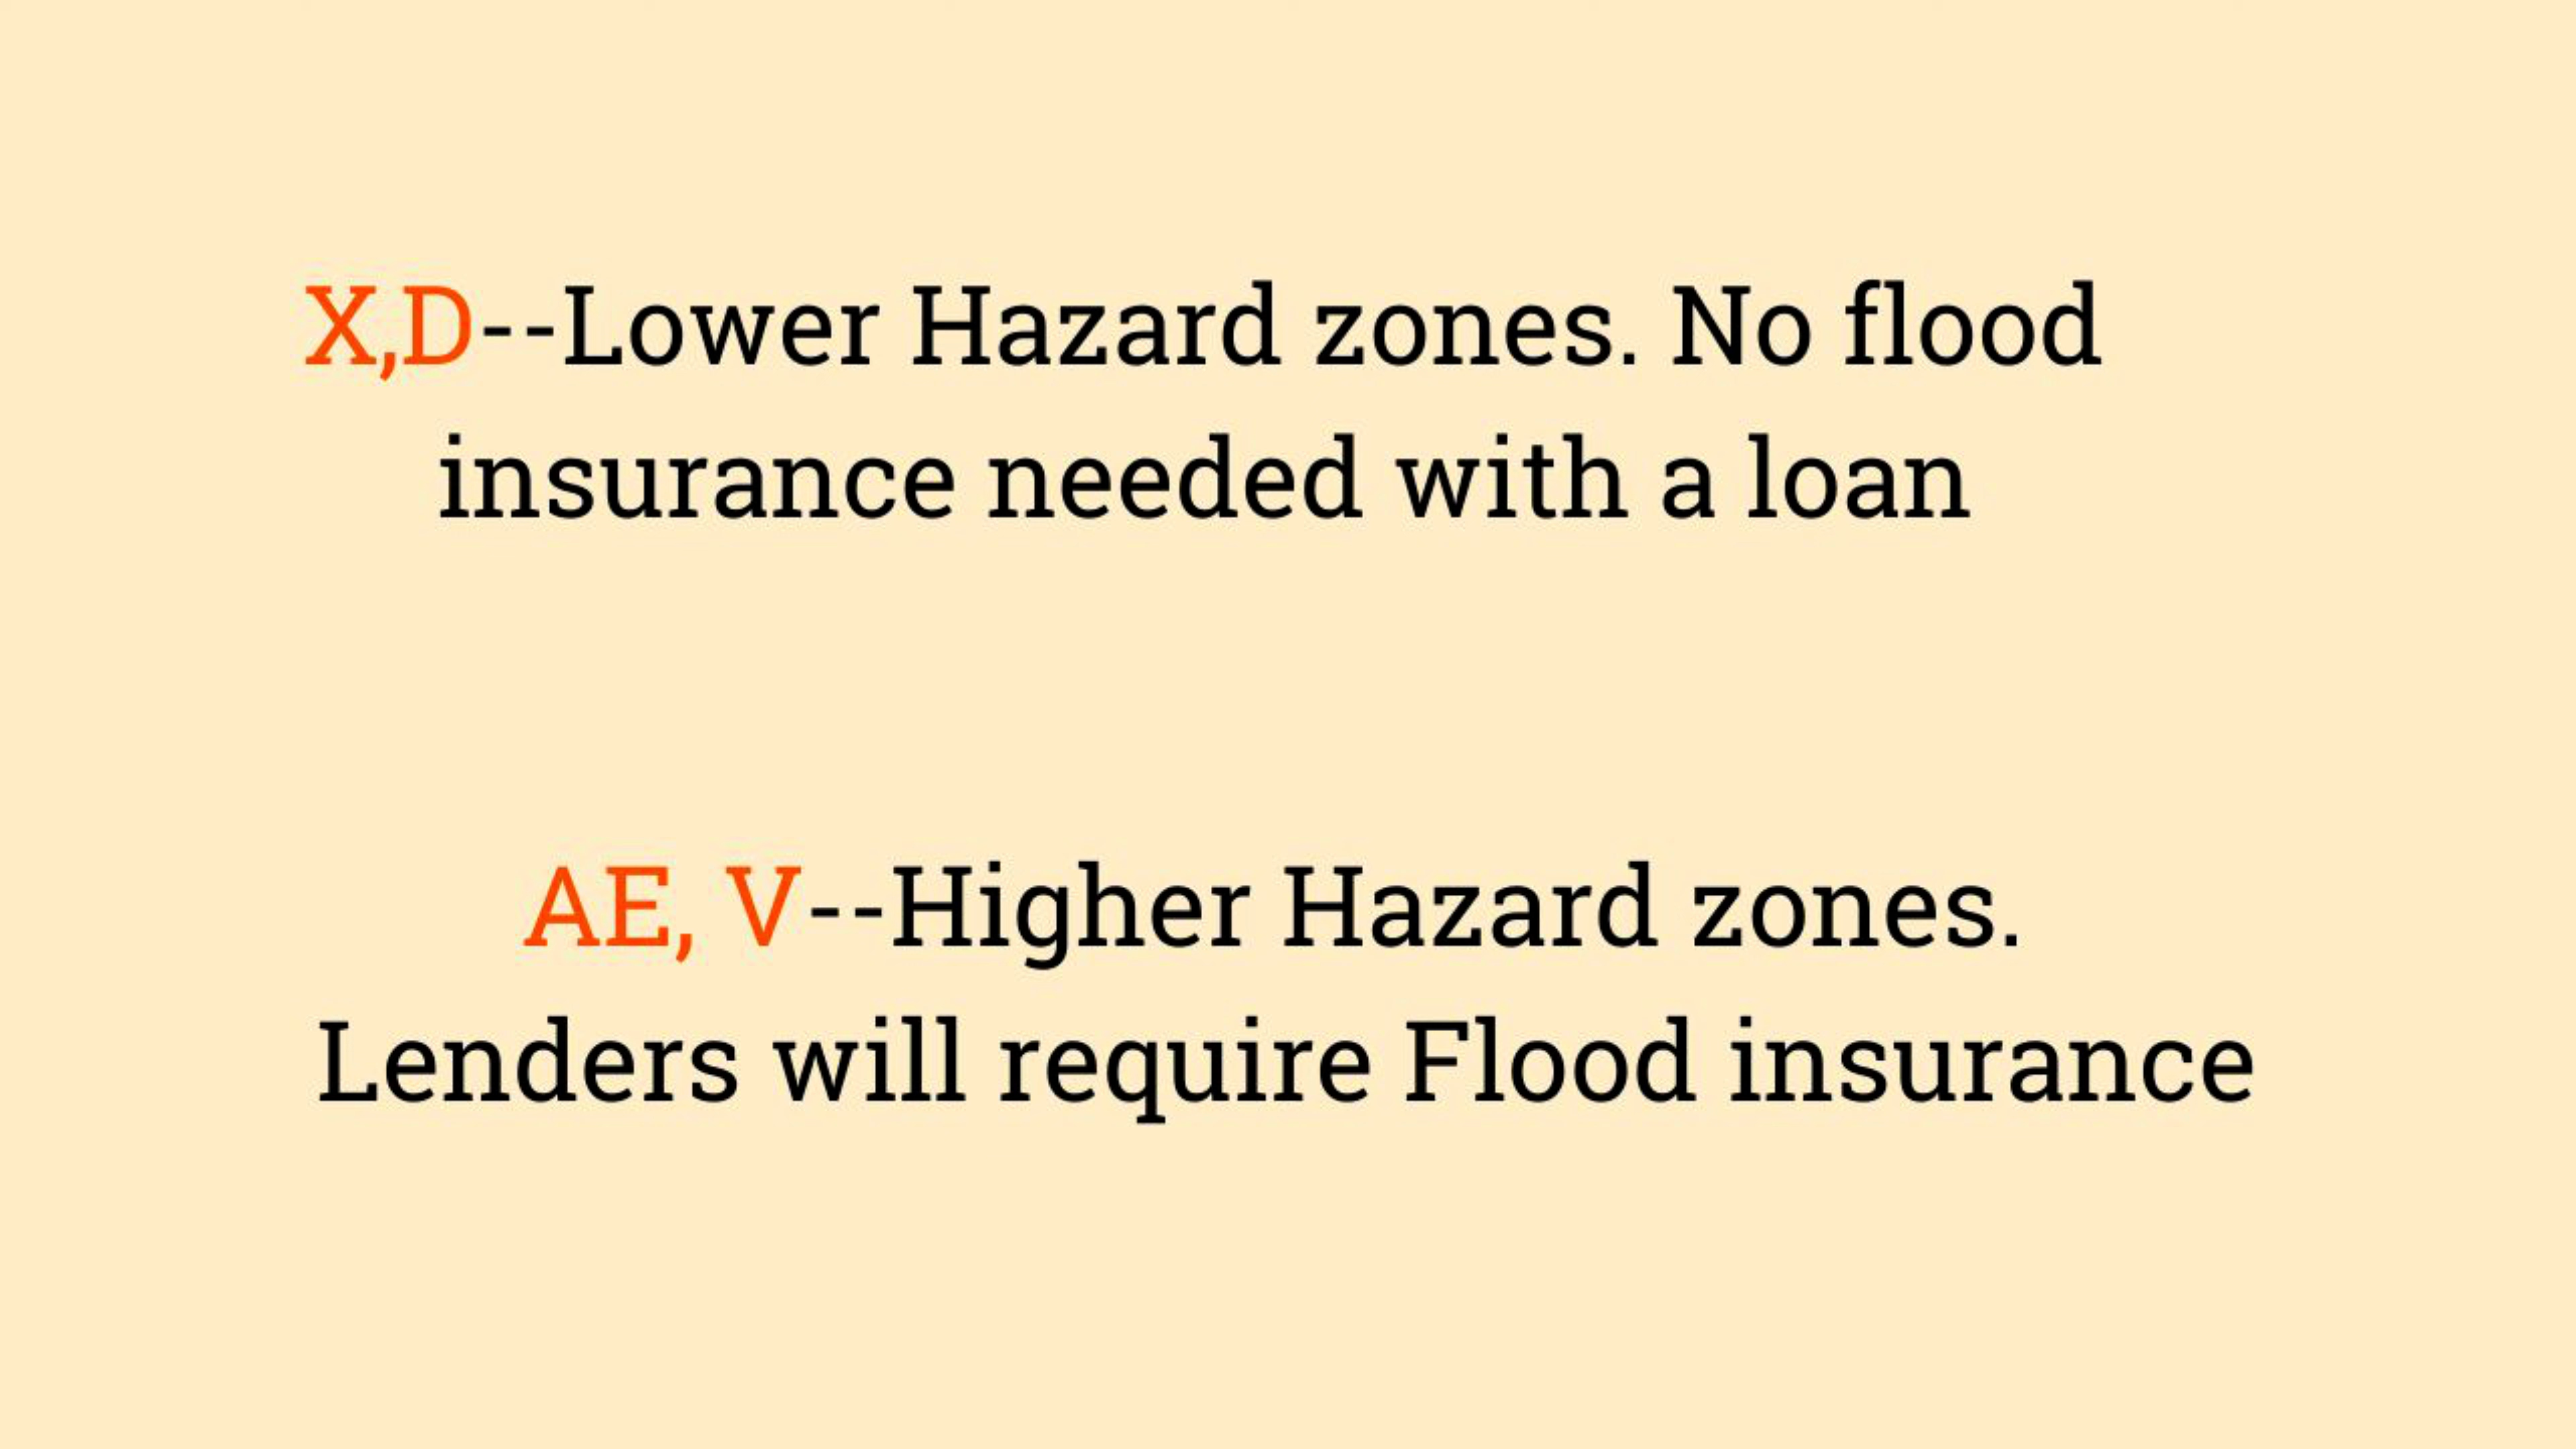 X,D--Lower Hazard zones. No flood
insurance needed with a loan
AE, V--Higher Hazard zones.
Lenders will require Flood insurance